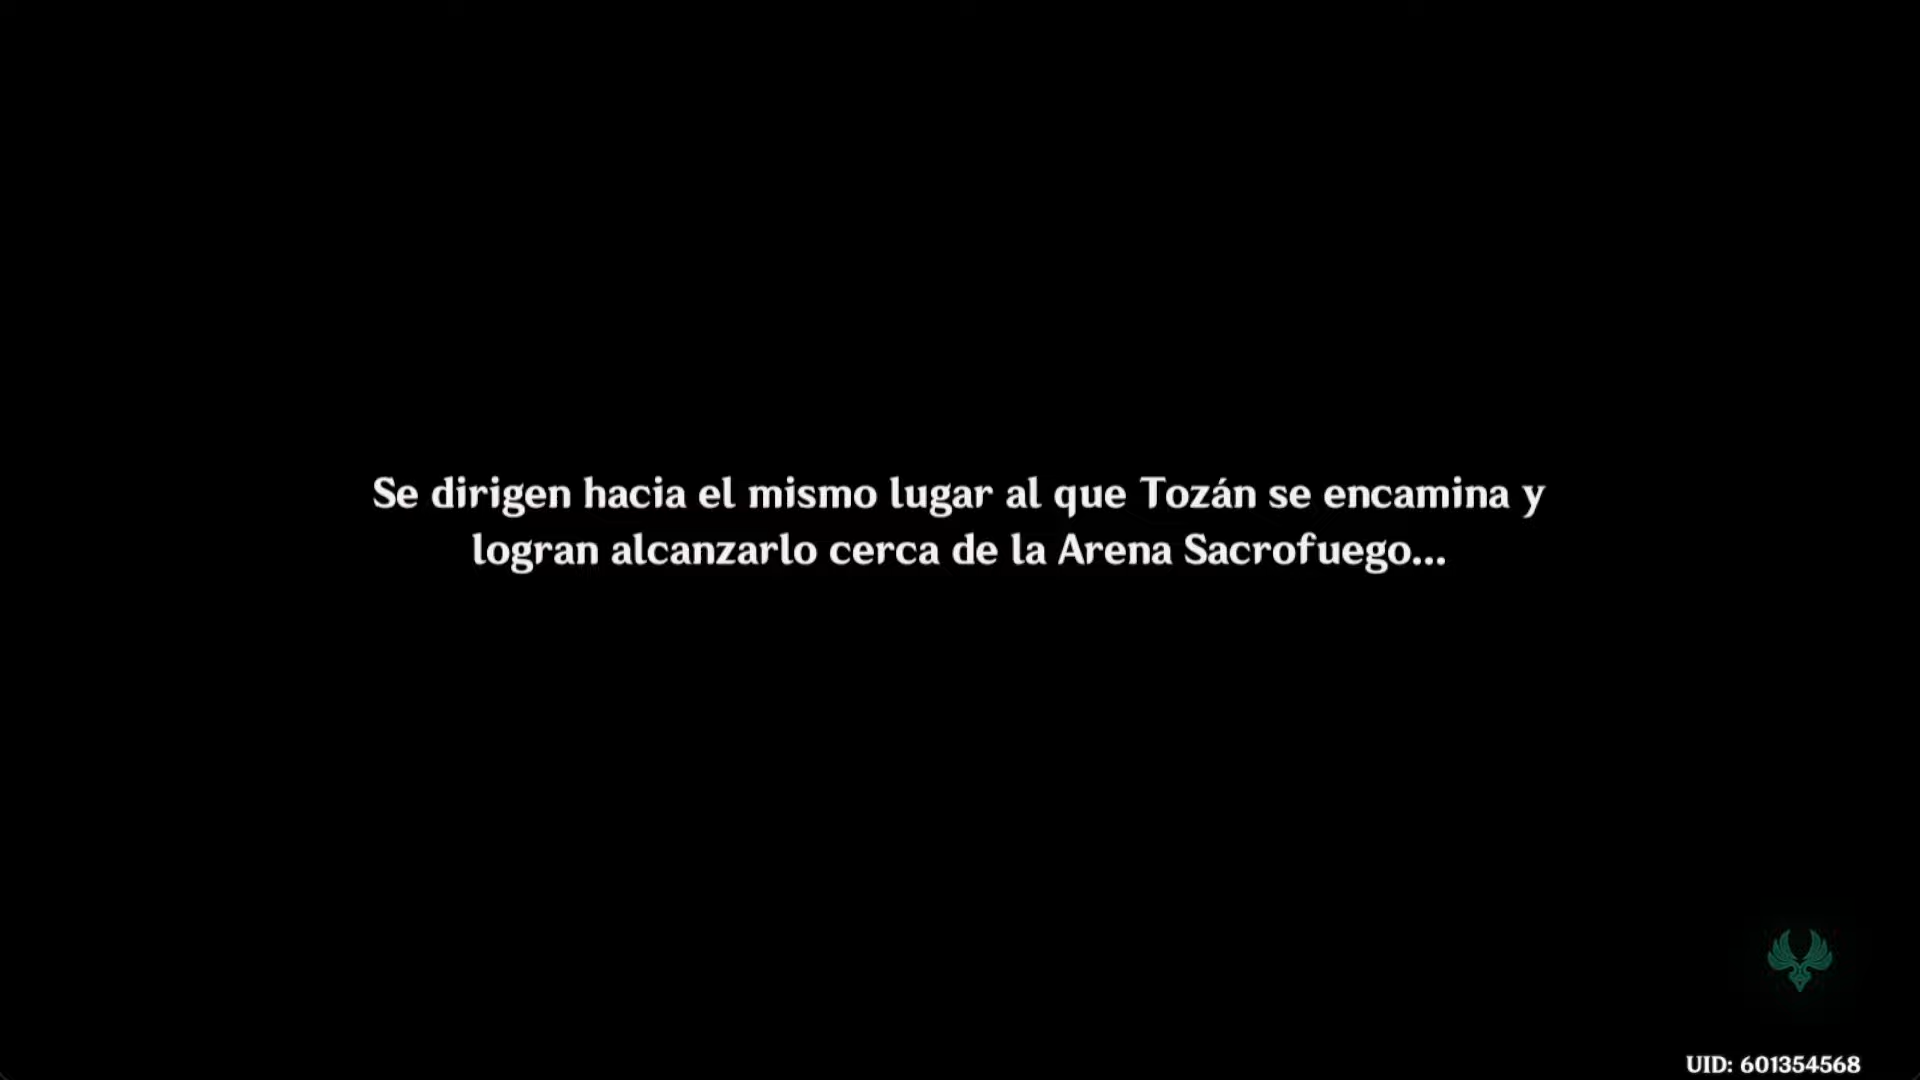 Se dirigen hacia el mismo lugar al que Tozán se encamina y
logran alcanzarlo cerca de la Arena Sacrofuego...
UID: 601354568